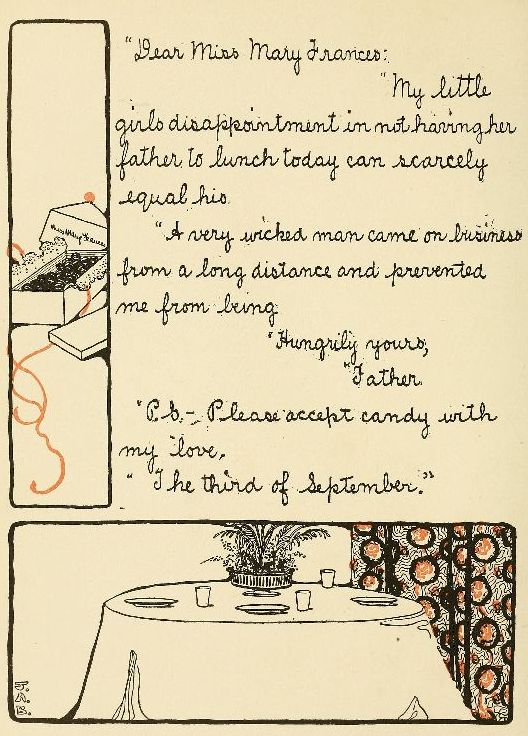 "Dear Miss Mary Frances:
"My little
girls disappointment in not having her
father to lunch today can scarcely
equal his.
"A very wicked man came on business
from a long distance and prevented
me from being
"Hungrily yours,
"Father.
"P.S.- Please accept candy with
my love,
"The third of September."
Miss Mary Frances
J.
A.
B.